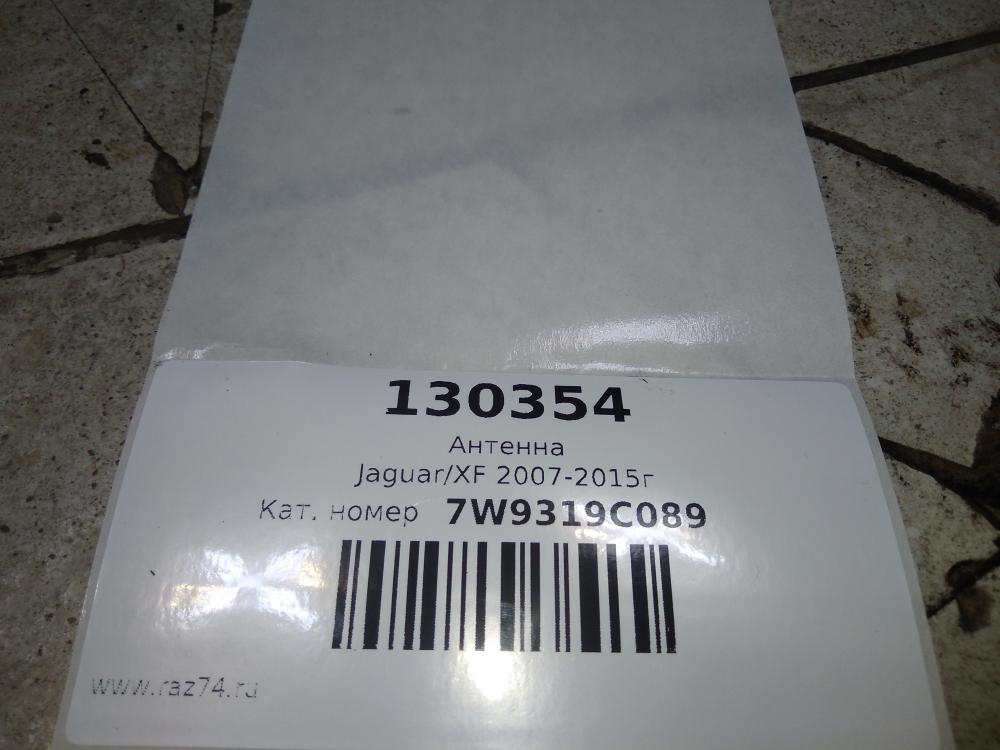 130354
Антенна
Jaguar/XF 2007-2015г
Кат. номер 7W9319C089
www.raz74.ru